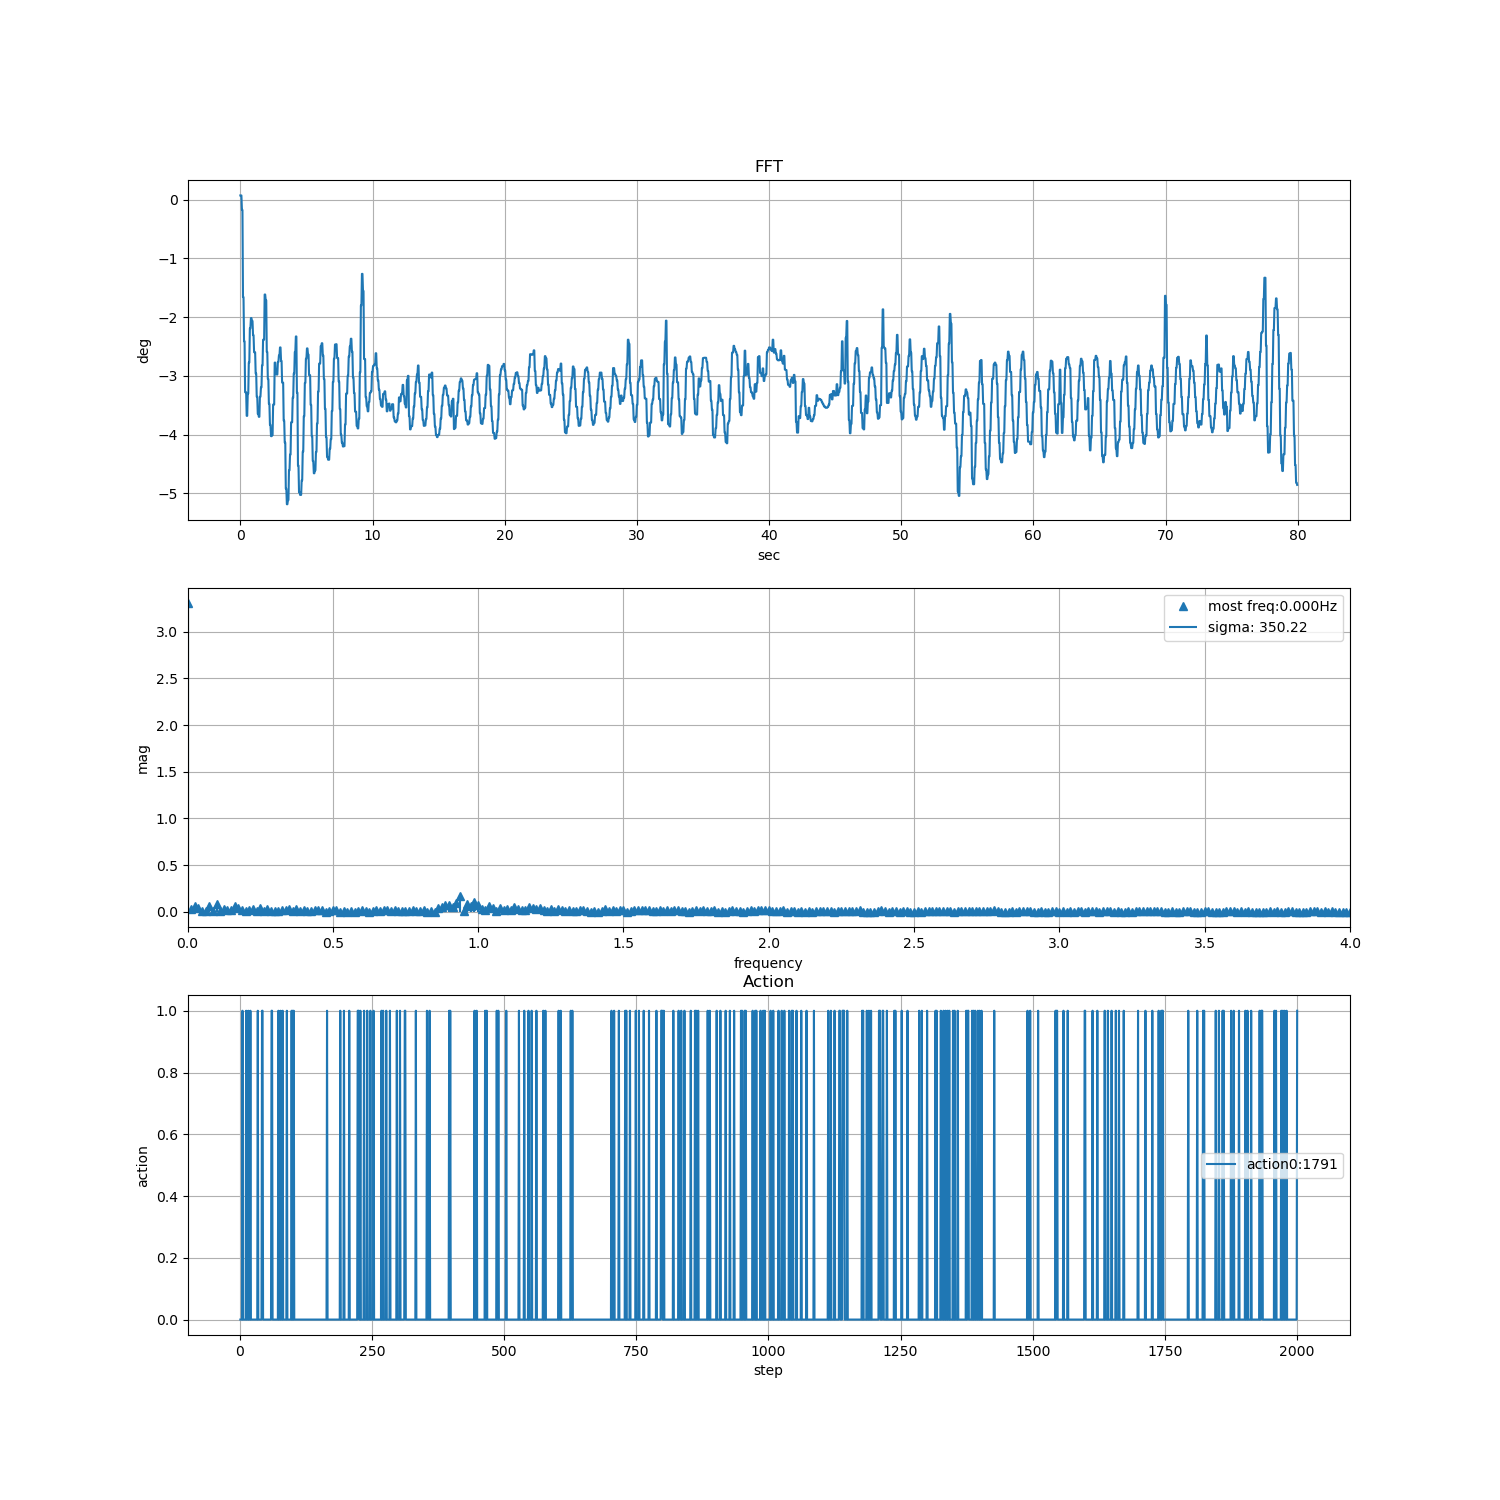 FFT
0
−1
−2
−3
−4
−5
deg
0 10 20 30 40 50 60 70 80
sec
3.0
2.5
2.0
1.5
1.0
0.5
0.0
mag
most freq:0.000Hz
sigma: 350.22
0.0 0.5 1.0 1.5 2.0 2.5 3.0 3.5 4.0
frequency
Action
1.0
0.8
0.6
0.4
0.2
0.0
action
action0:1791
0 250 500 750 1000 1250 1500 1750 2000
step